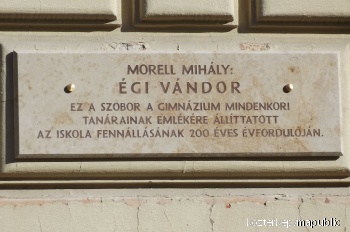 MORELL MIHÁLY:
ÉGI VÁNDOR
EZ A SZOBOR A GIMNÁZIUM MINDENKORI
TANÁRAINAK EMLÉKÉRE ÁLLÍTTATOTT
AZ ISKOLA FENNÁLLÁSÁNAK 200 ÉVES ÉVFORDULÓJÁN.